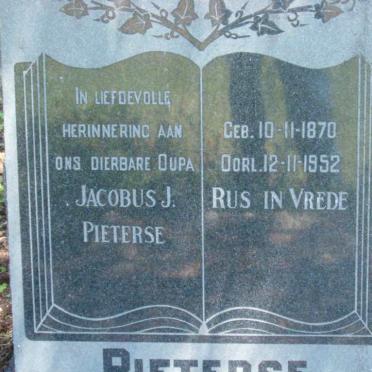 In liefdevolle
herinnering aan
ons dierbare Oupa
Jacobus J.
Pieterse
Geb. 10-11-1870
Oorl. 12-11-1952
Rus in Vrede
Pieterse